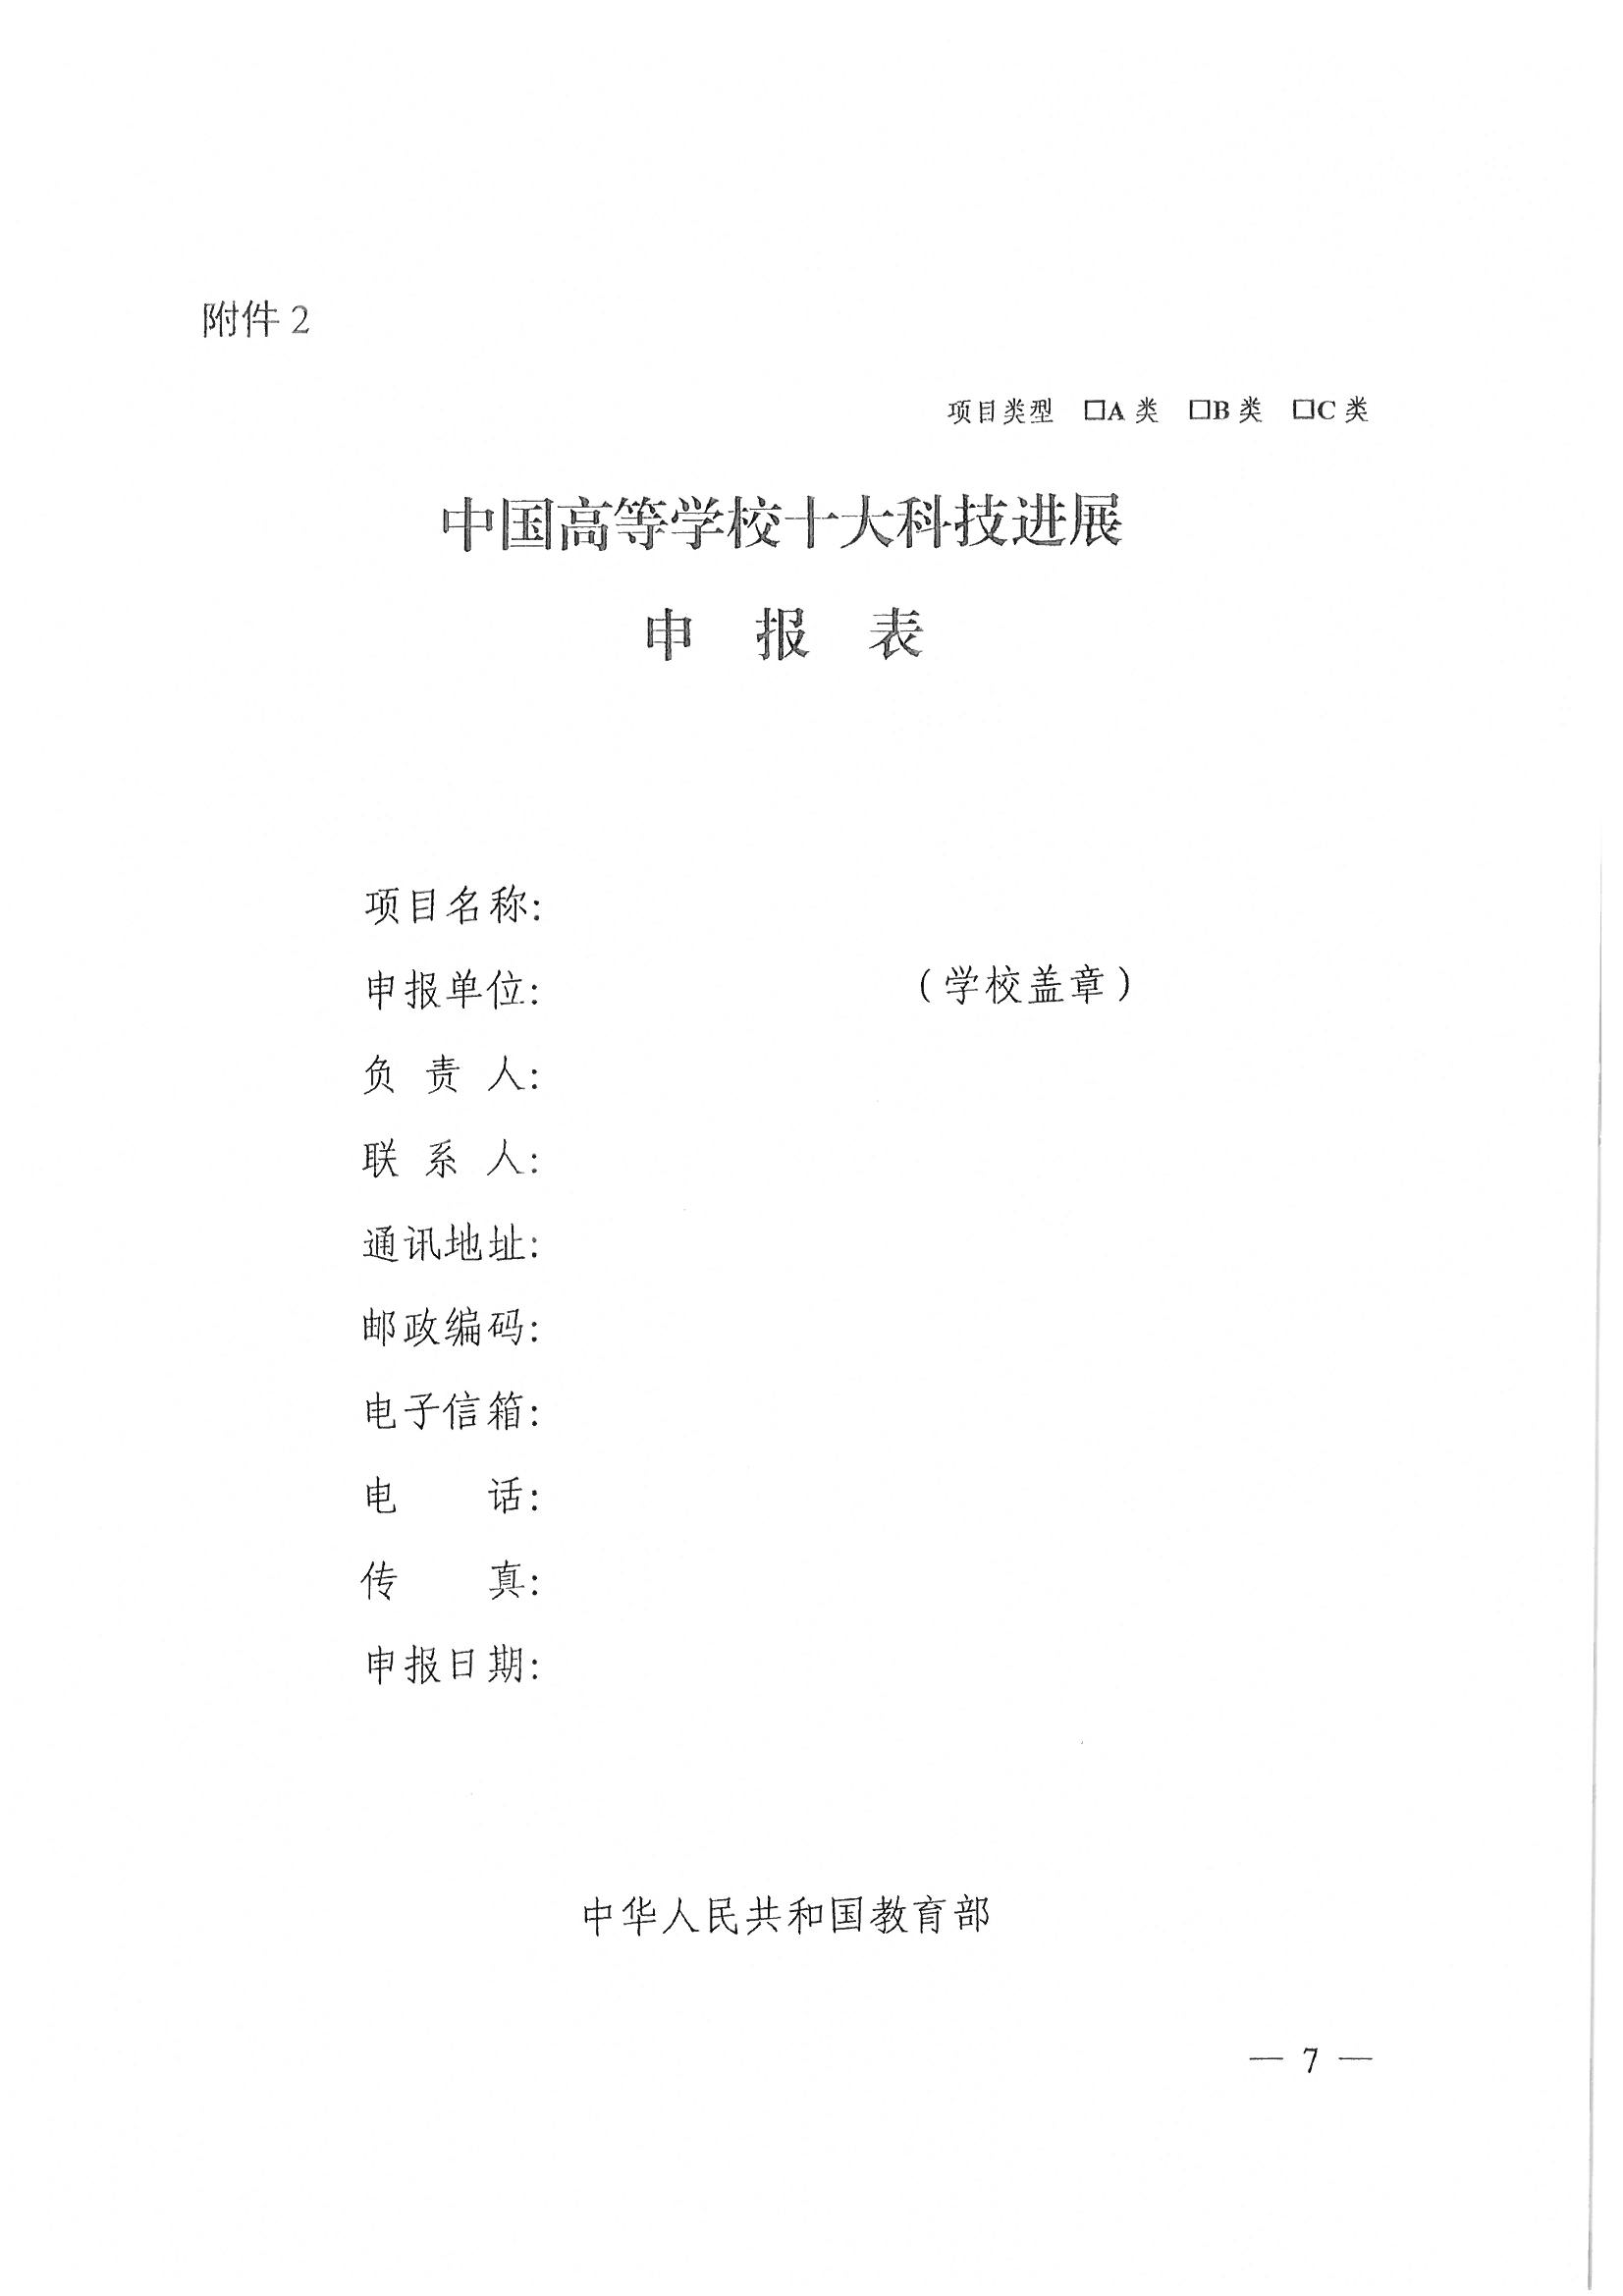 附件 2
项目类型 □A 类 □B 类 □C 类
中国高等学校十大科技进展
申 报 表
项目名称:
申报单位: (学校盖章)
负 责 人:
联 系 人:
通讯地址:
邮政编码:
电子信箱:
电 话:
传 真:
申报日期:
中华人民共和国教育部
— 7 —